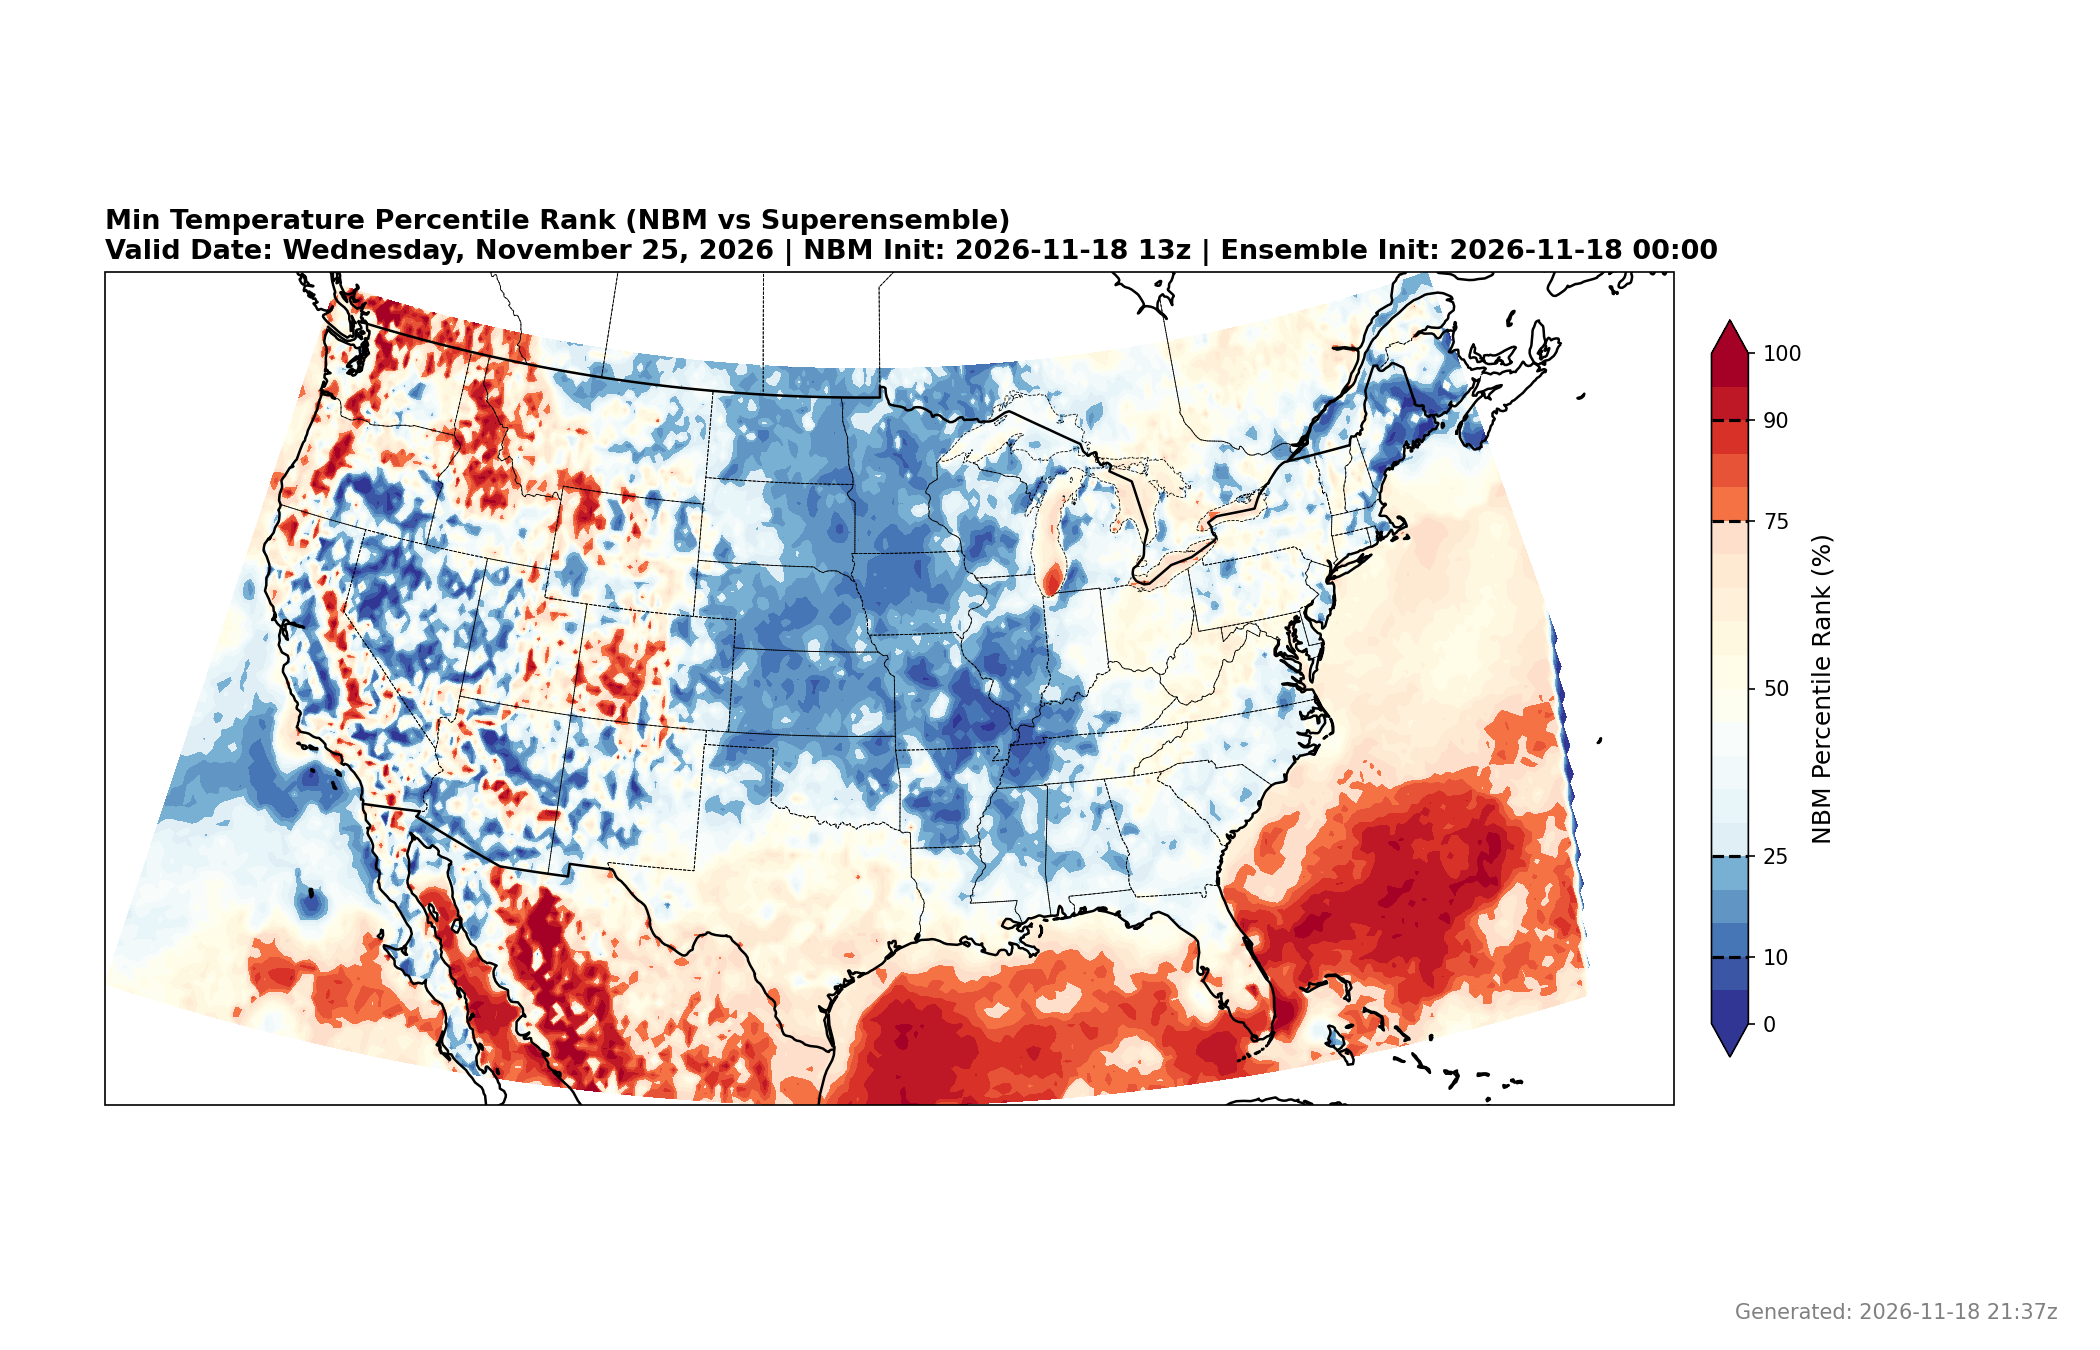 Min Temperature Percentile Rank (NBM vs Superensemble)
Valid Date: Wednesday, November 25, 2026 | NBM Init: 2026-11-18 13z | Ensemble Init: 2026-11-18 00:00
100
90
75
50
25
10
0
NBM Percentile Rank (%)
Generated: 2026-11-18 21:37z